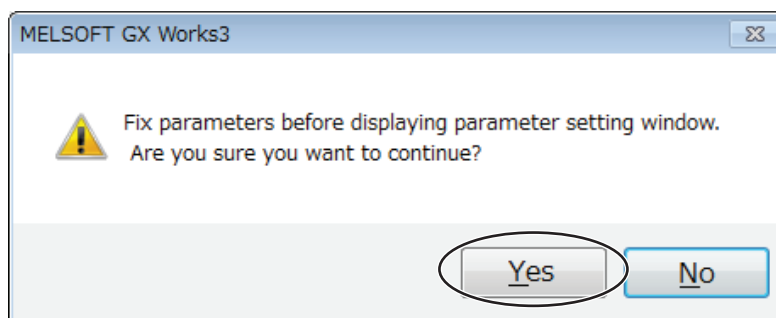 MELSOFT GX Works3
Fix parameters before displaying parameter setting window.
Are you sure you want to continue?
Yes
No